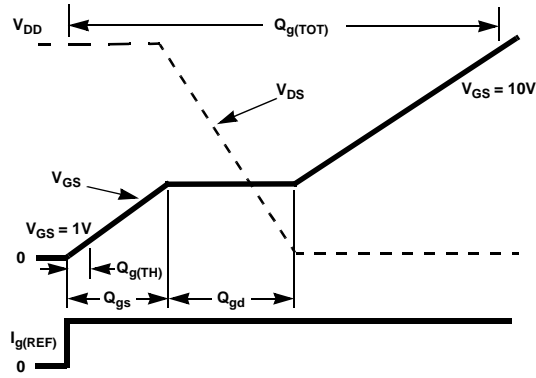 V_DD
Q_g(TOT)
V_GS = 10V
V_DS
V_GS
V_GS = 1V
0
Q_g(TH)
Q_gs
Q_gd
I_g(REF)
0